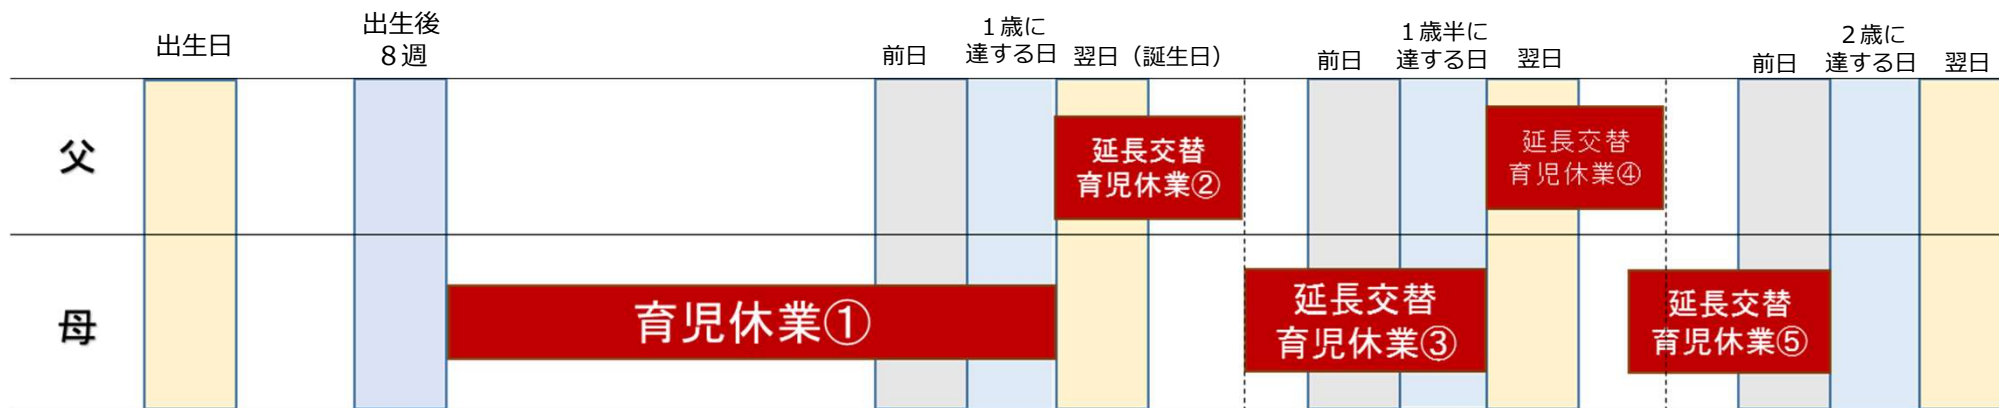 出生日
出生後
８週
前日
１歳に
達する日
翌日（誕生日）
前日
１歳半に
達する日
翌日
前日
２歳に
達する日
翌日
父
延長交替
育児休業②
延長交替
育児休業④
母
育児休業①
延長交替
育児休業③
延長交替
育児休業⑤